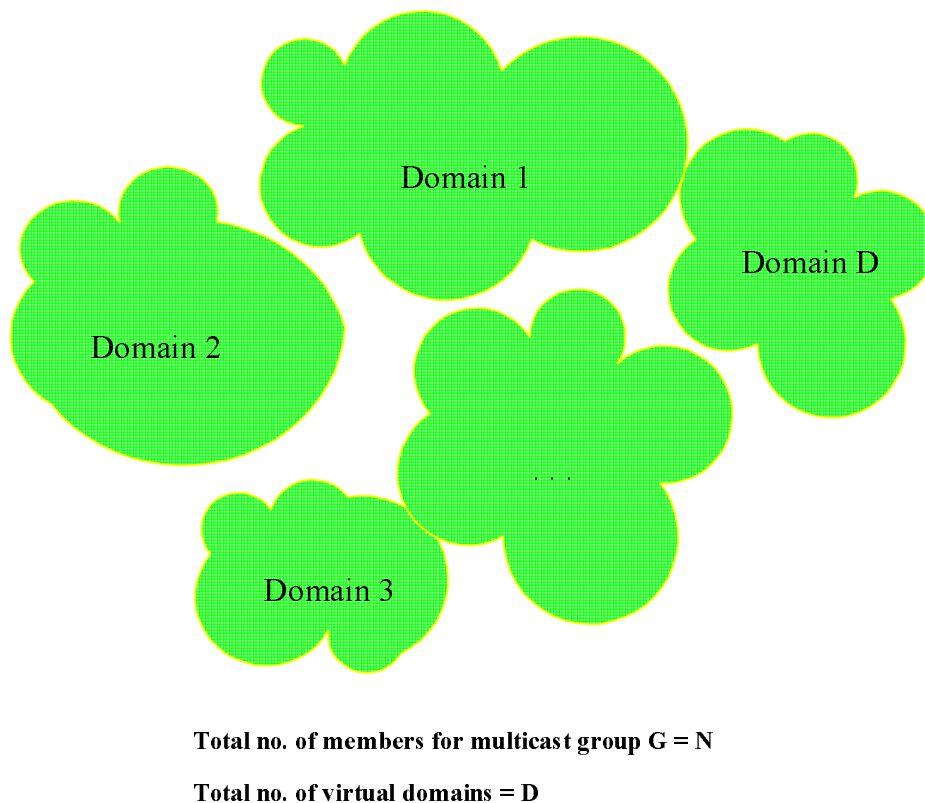 Domain 1
Domain D
Domain 2
. . .
Domain 3
Total no. of members for multicast group G = N
Total no. of virtual domains = D